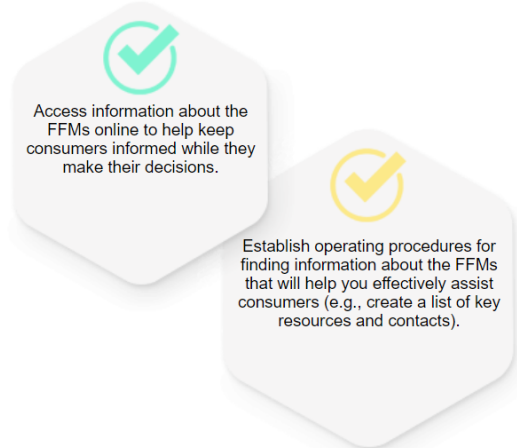 Access information about the
FFMs online to help keep
consumers informed while they
make their decisions.
Establish operating procedures for
finding information about the FFMs
that will help you effectively assist
consumers (e.g., create a list of key
resources and contacts).